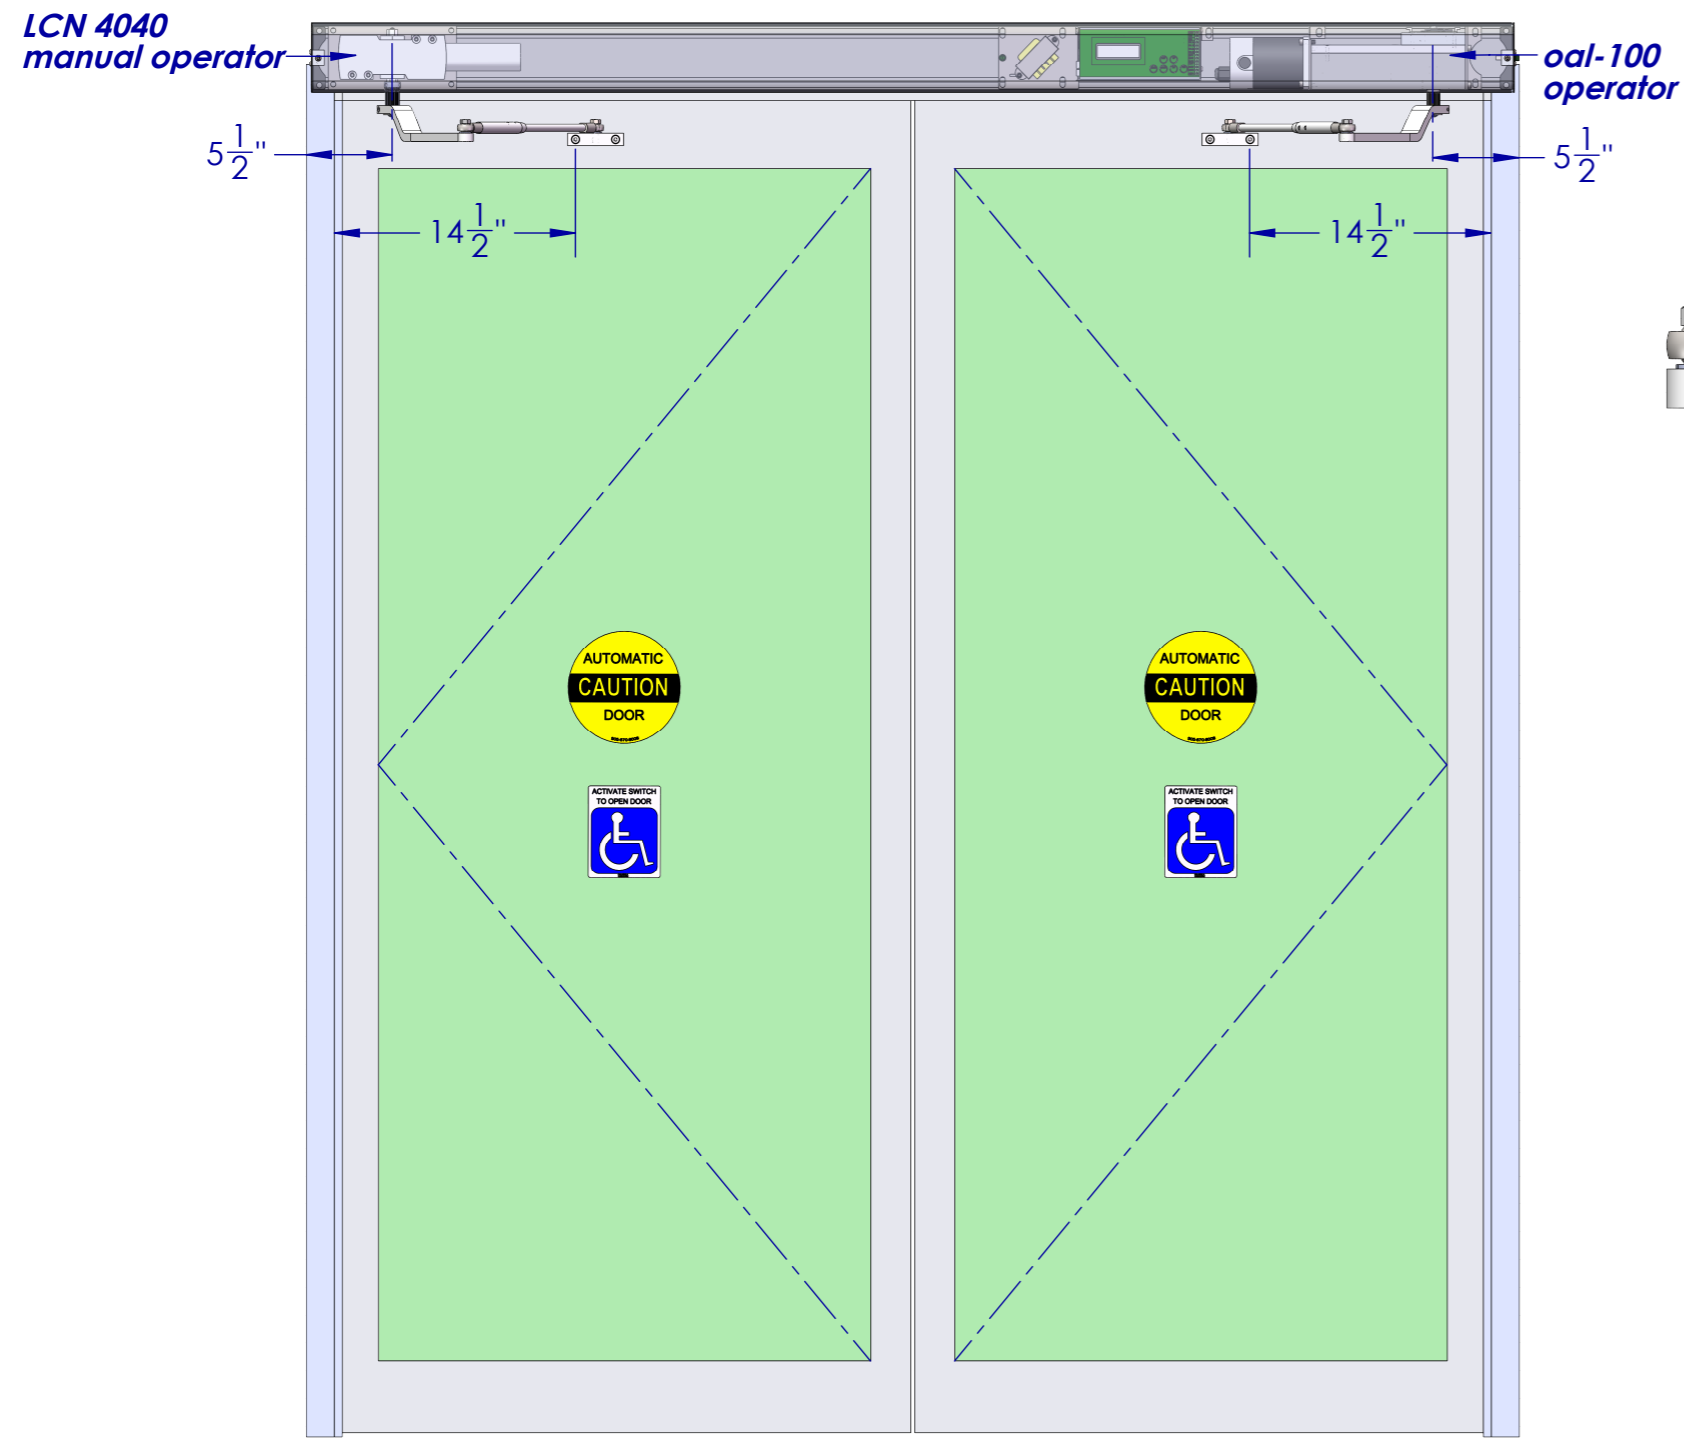 LCN 4040
manual operator
oal-100
operator
5 1/2"
5 1/2"
14 1/2"
14 1/2"
AUTOMATIC
CAUTION
DOOR
AUTOMATIC
CAUTION
DOOR
ACTIVATE SWITCH
TO OPEN DOOR
ACTIVATE SWITCH
TO OPEN DOOR